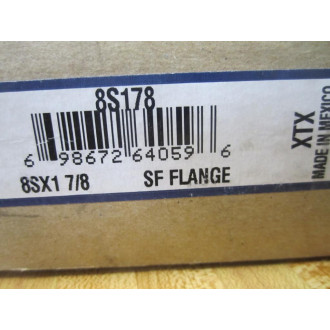 8S178
6 98672 64059 6
8SX1 7/8 SF FLANGE
XTX
MADE IN MEXICO